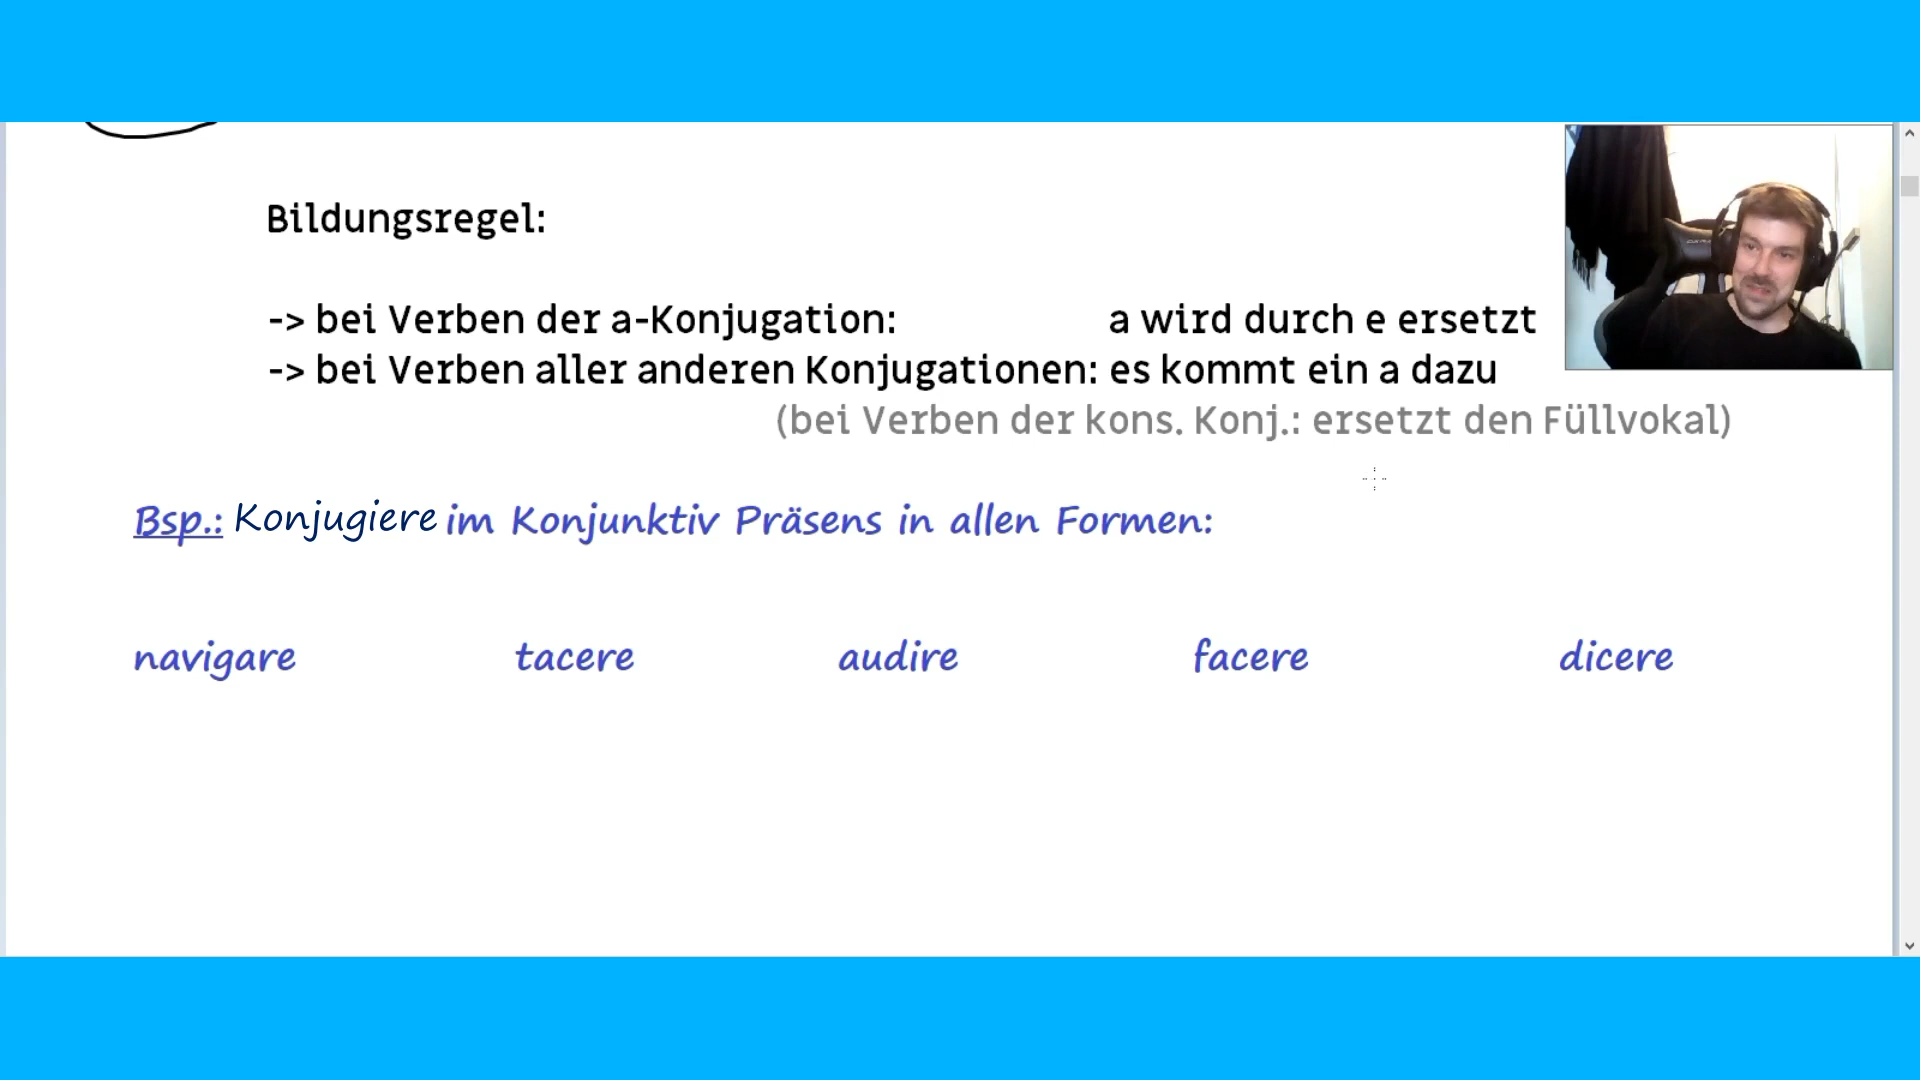 Bildungsregel:
-> bei Verben der a-Konjugation: a wird durch e ersetzt
-> bei Verben aller anderen Konjugationen: es kommt ein a dazu
(bei Verben der kons. Konj.: ersetzt den Füllvokal)
Bsp.: Konjugiere im Konjunktiv Präsens in allen Formen:
navigare tacere audire facere dicere